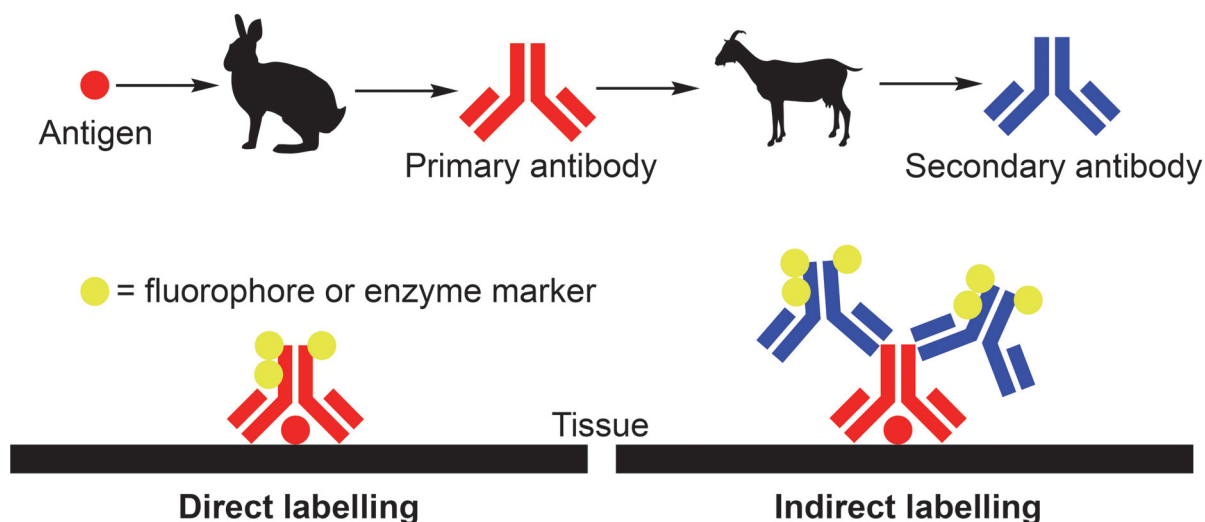 Antigen
Primary antibody
Secondary antibody
= fluorophore or enzyme marker
Tissue
Direct labelling
Indirect labelling